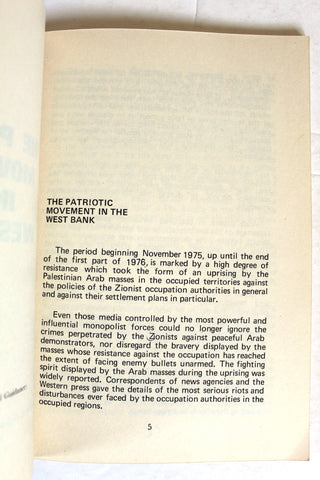 THE PATRIOTIC
MOVEMENT IN THE
WEST BANK
The period beginning November 1975, up until the end
of the first part of 1976, is marked by a high degree of
resistance which took the form of an uprising by the
Palestinian Arab masses in the occupied territories against
the policies of the Zionist occupation authorities in general
and against their settlement plans in particular.
Even those media controlled by the most powerful and
influential monopolist forces could no longer ignore the
crimes perpetrated by the Zionists against peaceful Arab
demonstrators, nor disregard the bravery displayed by the
masses whose resistance against the occupation has reached
the extent of facing enemy bullets unarmed. The fighting
spirit displayed by the Arab masses during the uprising was
widely reported. Correspondents of news agencies and the
Western press gave the details of the most serious riots and
disturbances ever faced by the occupation authorities in the
occupied regions.
5